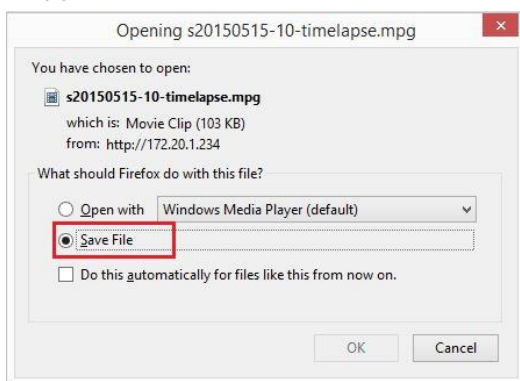 Opening s20150515-10-timelapse.mpg
You have chosen to open:
s20150515-10-timelapse.mpg
which is: Movie Clip (103 KB)
from: http://172.20.1.234
What should Firefox do with this file?
Open with Windows Media Player (default)
Save File
Do this automatically for files like this from now on.
OK Cancel